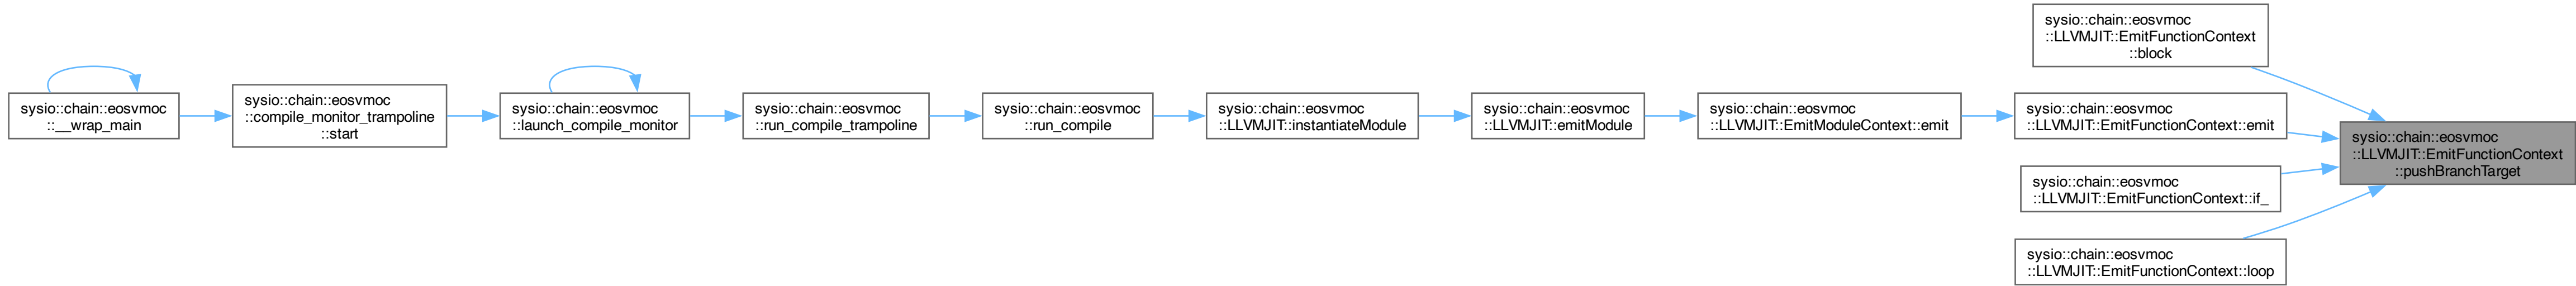 sysio::chain::eosvmoc
::__wrap_main
sysio::chain::eosvmoc
::compile_monitor_trampoline
::start
sysio::chain::eosvmoc
::launch_compile_monitor
sysio::chain::eosvmoc
::run_compile_trampoline
sysio::chain::eosvmoc
::run_compile
sysio::chain::eosvmoc
::LLVMJIT::instantiateModule
sysio::chain::eosvmoc
::LLVMJIT::emitModule
sysio::chain::eosvmoc
::LLVMJIT::EmitModuleContext::emit
sysio::chain::eosvmoc
::LLVMJIT::EmitFunctionContext
::block
sysio::chain::eosvmoc
::LLVMJIT::EmitFunctionContext::emit
sysio::chain::eosvmoc
::LLVMJIT::EmitFunctionContext::if_
sysio::chain::eosvmoc
::LLVMJIT::EmitFunctionContext::loop
sysio::chain::eosvmoc
::LLVMJIT::EmitFunctionContext
::pushBranchTarget